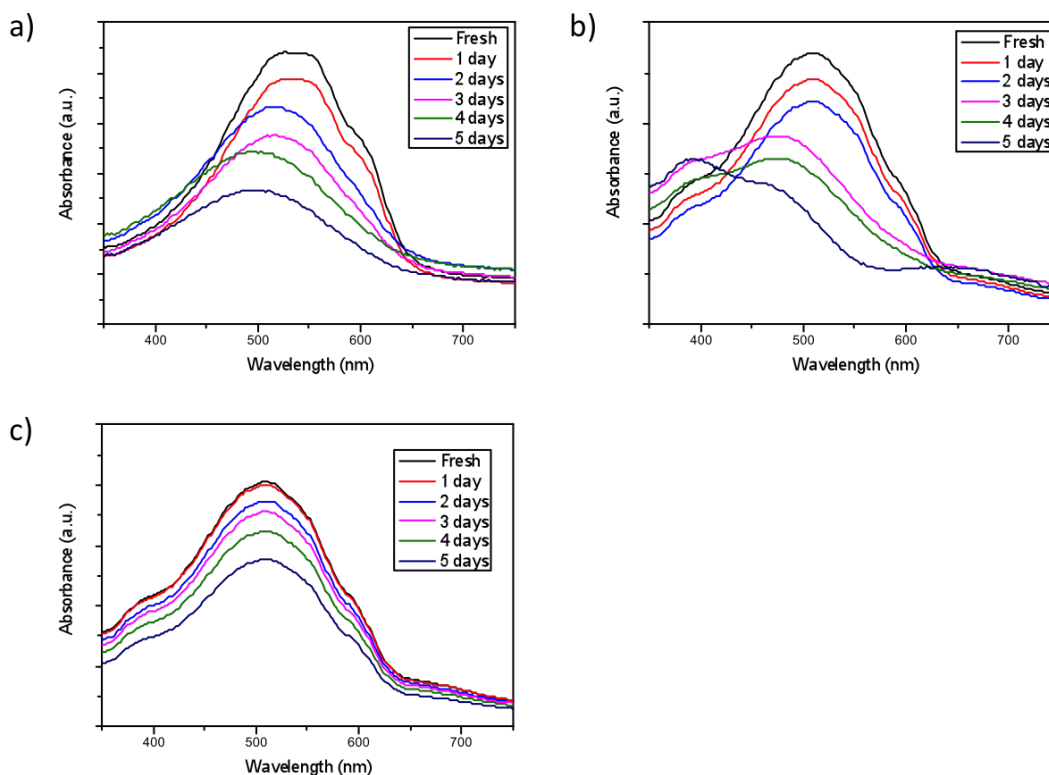 a)
Fresh
1 day
2 days
3 days
4 days
5 days
Absorbance (a.u.)
400 500 600 700
Wavelength (nm)
b)
Fresh
1 day
2 days
3 days
4 days
5 days
Absorbance (a.u.)
400 500 600 700
Wavelength (nm)
c)
Fresh
1 day
2 days
3 days
4 days
5 days
Absorbance (a.u.)
400 500 600 700
Wavelength (nm)